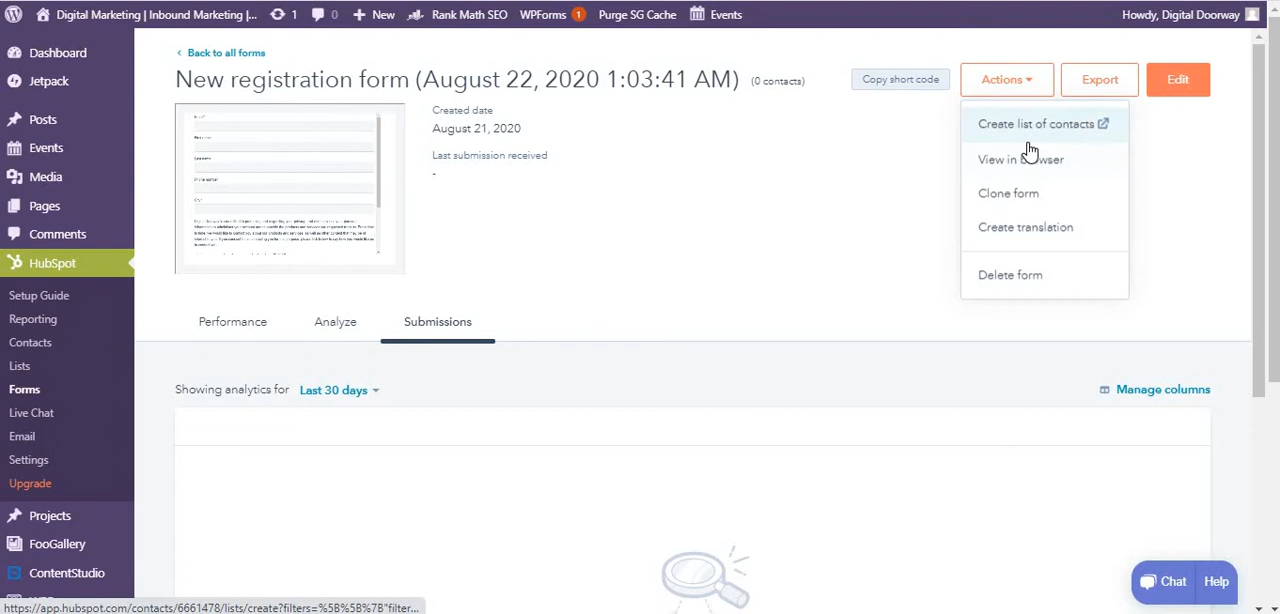 Digital Marketing | Inbound Marketing |... 1 0 New Rank Math SEO WPForms 1 Purge SG Cache Events Howdy, Digital Doorway
Dashboard
Jetpack
Posts
Events
Media
Pages
Comments
HubSpot
Setup Guide
Reporting
Contacts
Lists
Forms
Live Chat
Email
Settings
Upgrade
Projects
FooGallery
ContentStudio
Back to all forms
New registration form (August 22, 2020 1:03:41 AM) (0 contacts)
Copy short code
Actions
Export
Edit
Create list of contacts
View in Browser
Clone form
Create translation
Delete form
Created date
August 21, 2020
Last submission received
-
Performance Analyze Submissions
Showing analytics for Last 30 days
Manage columns
Chat Help
https://app.hubspot.com/contacts/6661478/lists/create?filters=%5B%5B%7B"filter...